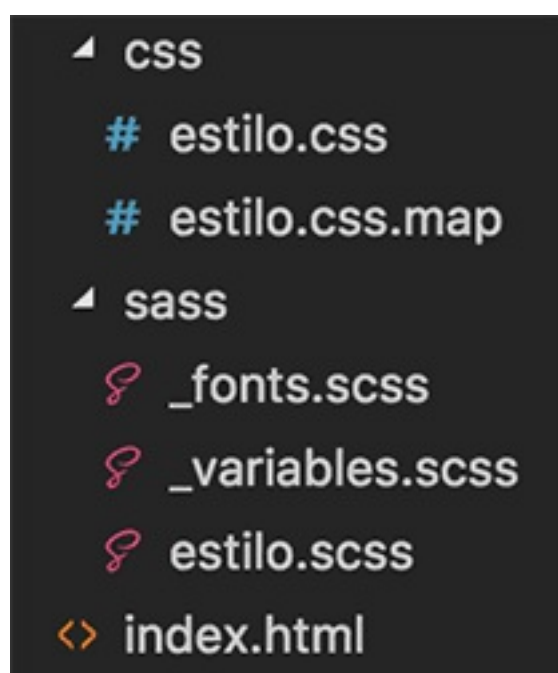 css
# estilo.css
# estilo.css.map
sass
_fonts.scss
_variables.scss
estilo.scss
<> index.html